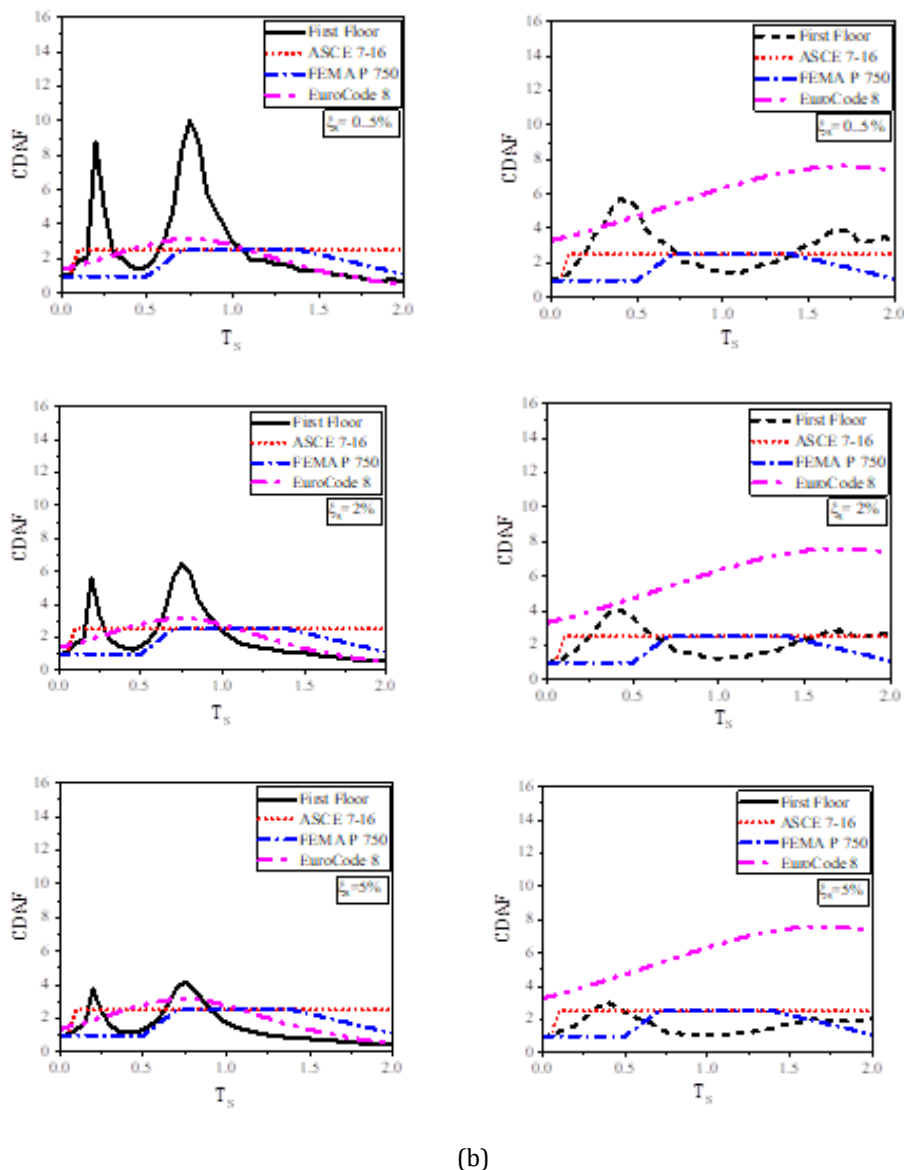 16
14
12
10
8
6
4
2
0
CDAF
First Floor
ASCE 7-16
FEMA P 750
EuroCode 8
ξs= 0..5%
0.0 0.5 1.0 1.5 2.0
Ts
16
14
12
10
8
6
4
2
0
CDAF
First Floor
ASCE 7-16
FEMA P 750
EuroCode 8
ξs= 0..5%
0.0 0.5 1.0 1.5 2.0
Ts
16
14
12
10
8
6
4
2
0
CDAF
First Floor
ASCE 7-16
FEMA P 750
EuroCode 8
ξs= 2%
0.0 0.5 1.0 1.5 2.0
Ts
16
14
12
10
8
6
4
2
0
CDAF
First Floor
ASCE 7-16
FEMA P 750
EuroCode 8
ξs= 2%
0.0 0.5 1.0 1.5 2.0
Ts
16
14
12
10
8
6
4
2
0
CDAF
First Floor
ASCE 7-16
FEMA P 750
EuroCode 8
ξs=5%
0.0 0.5 1.0 1.5 2.0
Ts
16
14
12
10
8
6
4
2
0
CDAF
First Floor
ASCE 7-16
FEMA P 750
EuroCode 8
ξs=5%
0.0 0.5 1.0 1.5 2.0
Ts
(b)